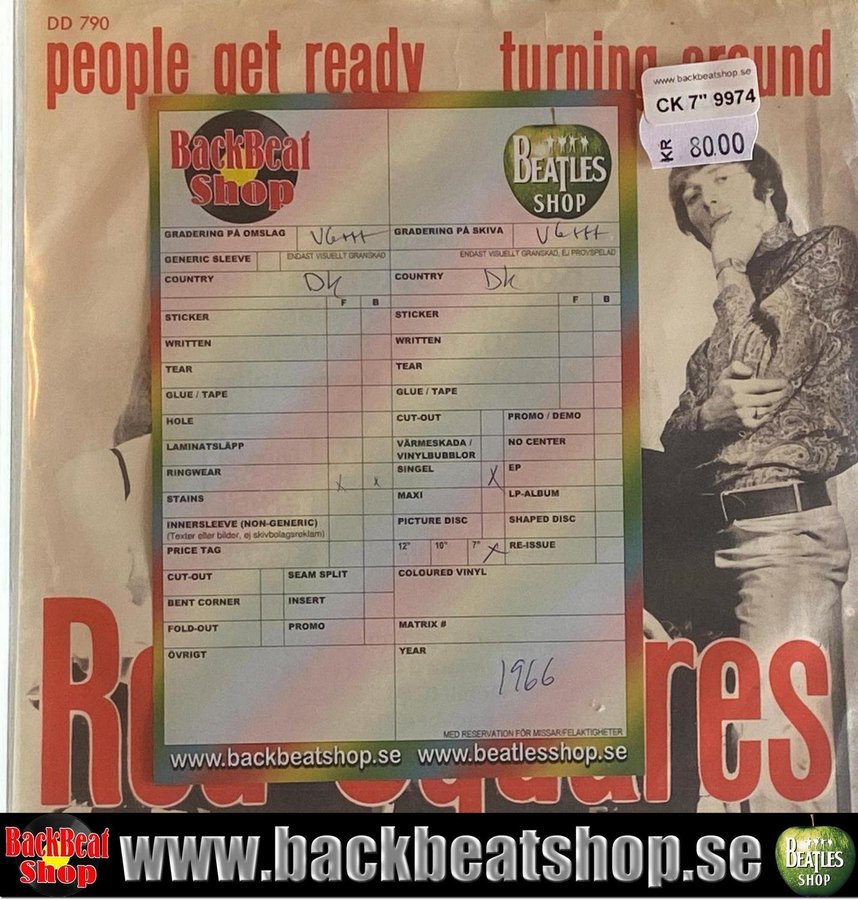 DD 790
people get ready turning around
www.backbeatshop.se
CK 7" 9974
KR 80.00
BackBeat
Shop
BEATLES
SHOP
GRADERING PÅ OMSLAG VG+++ GRADERING PÅ SKIVA VG+++
GENERIC SLEEVE ENDAST VISUELLT GRANSKAD ENDAST VISUELLT GRANSKAD, EJ PROVSPELAD
COUNTRY DK COUNTRY DK
F B F B
STICKER STICKER
WRITTEN WRITTEN
TEAR TEAR
GLUE / TAPE GLUE / TAPE
HOLE CUT-OUT PROMO / DEMO
LAMINATSLÄPP VÄRMESKADA / VINYLBUBBLOR NO CENTER
RINGWEAR X X SINGEL X EP
STAINS MAXI LP-ALBUM
INNERSLEEVE (NON-GENERIC) PICTURE DISC SHAPED DISC
(Texter eller bilder, ej skivbolagsreklam)
PRICE TAG 12" 10" 7" X RE-ISSUE
CUT-OUT SEAM SPLIT COLOURED VINYL
BENT CORNER INSERT
FOLD-OUT PROMO MATRIX #
ÖVRIGT YEAR
1966
MED RESERVATION FÖR MISSAR/FELAKTIGHETER
www.backbeatshop.se www.beatlesshop.se
Red Squares
BackBeat
Shop
www.backbeatshop.se
BEATLES
SHOP